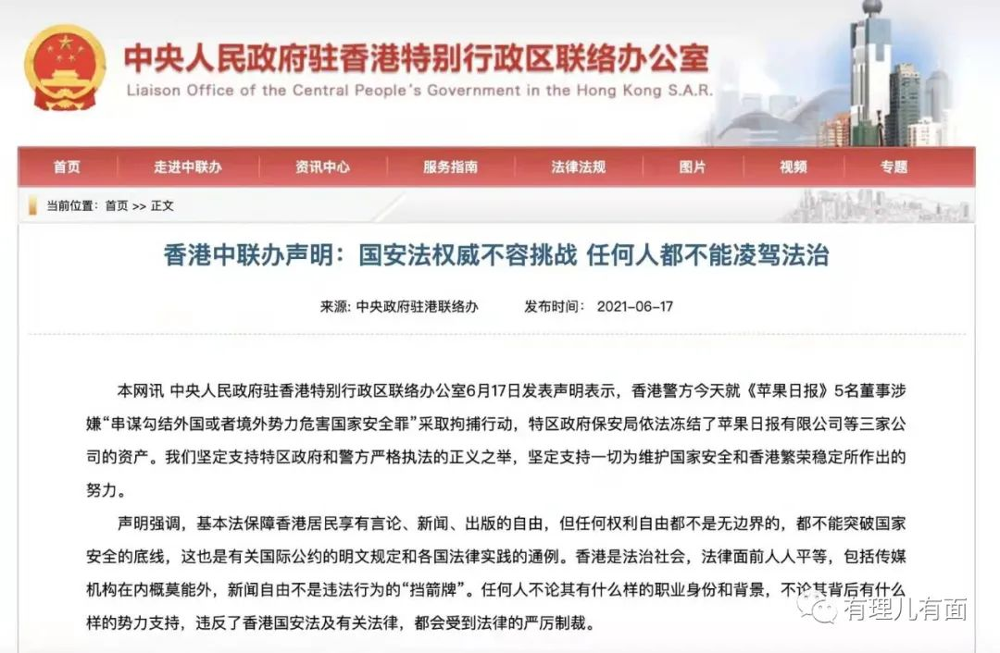 中央人民政府驻香港特别行政区联络办公室
Liaison Office of the Central People's Government in the Hong Kong S.A.R.
首页 走进中联办 资讯中心 服务指南 法律法规 图片 视频 专题
当前位置：首页 >> 正文
香港中联办声明：国安法权威不容挑战 任何人都不能凌驾法治
来源: 中央政府驻港联络办 发布时间： 2021-06-17
本网讯 中央人民政府驻香港特别行政区联络办公室6月17日发表声明表示，香港警方今天就《苹果日报》5名董事涉
嫌“串谋勾结外国或者境外势力危害国家安全罪”采取拘捕行动，特区政府保安局依法冻结了苹果日报有限公司等三家公
司的资产。我们坚定支持特区政府和警方严格执法的正义之举，坚定支持一切为维护国家安全和香港繁荣稳定所作出的
努力。
声明强调，基本法保障香港居民享有言论、新闻、出版的自由，但任何权利自由都不是无边界的，都不能突破国家
安全的底线，这也是有关国际公约的明文规定和各国法律实践的通例。香港是法治社会，法律面前人人平等，包括传媒
机构在内概莫能外，新闻自由不是违法行为的“挡箭牌”。任何人不论其有什么样的职业身份和背景，不论其背后有什么
样的势力支持，违反了香港国安法及有关法律，都会受到法律的严厉制裁。
有理儿有面